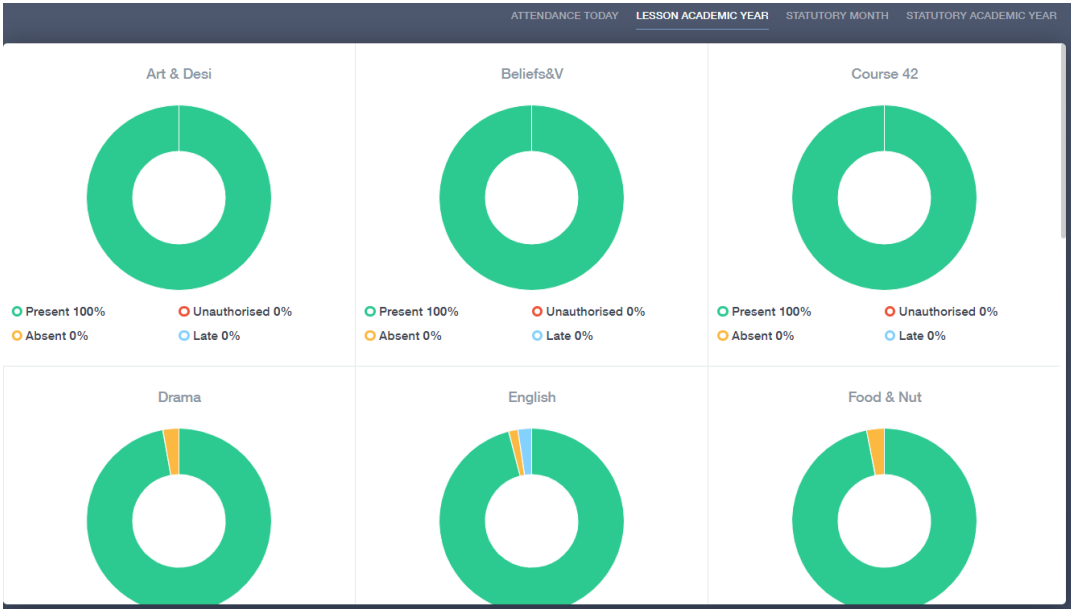 ATTENDANCE TODAY LESSON ACADEMIC YEAR STATUTORY MONTH STATUTORY ACADEMIC YEAR
Art & Desi
Beliefs&V
Course 42
Present 100% Unauthorised 0%
Absent 0% Late 0%
Present 100% Unauthorised 0%
Absent 0% Late 0%
Present 100% Unauthorised 0%
Absent 0% Late 0%
Drama
English
Food & Nut